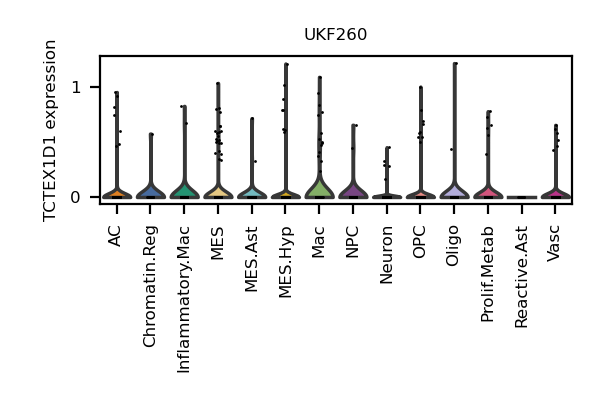 UKF260
TCTEX1D1 expression
1
0
AC
Chromatin.Reg
Inflammatory.Mac
MES
MES.Ast
MES.Hyp
Mac
NPC
Neuron
OPC
Oligo
Prolif.Metab
Reactive.Ast
Vasc